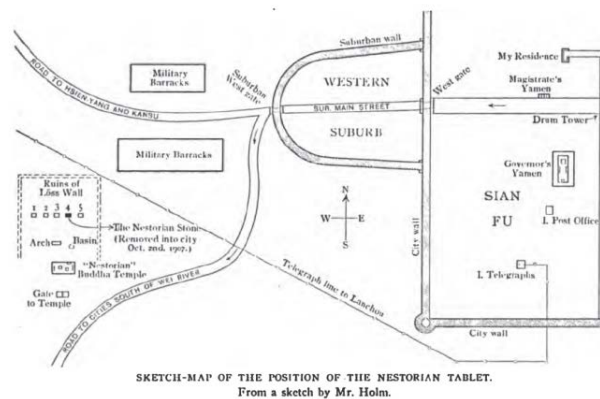 Suburban wall
ROAD TO HSIEN-YANG AND KANSU
Military
Barracks
Suburban
West gate
WESTERN
West gate
My Residence
Magistrate's
Yamen
SUB. MAIN STREET
Drum Tower
SUBURB
Military Barracks
Governor's
Yamen
Ruins of
Löss Wall
1 2 3 4 5
N
W E
S
SIAN
FU
I. Post Office
The Nestorian Stone
(Removed into city
Oct. 2nd. 1907.)
Arch
Basin
City wall
"Nestorian"
Buddha Temple
Telegraph line to Lanchou
I. Telegraphs
Gate
to Temple
ROAD TO CITIES SOUTH OF WEI RIVER
City wall
SKETCH-MAP OF THE POSITION OF THE NESTORIAN TABLET.
From a sketch by Mr. Holm.